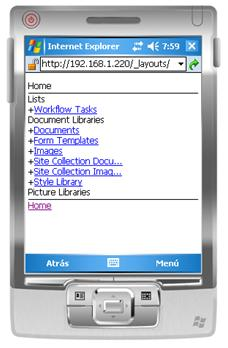 Internet Explorer 7:59
http://192.168.1.220/_layouts/
Home
Lists
+Workflow Tasks
Document Libraries
+Documents
+Form Templates
+Images
+Site Collection Docu...
+Site Collection Imag...
+Style Library
Picture Libraries
Home
Atrás Menú